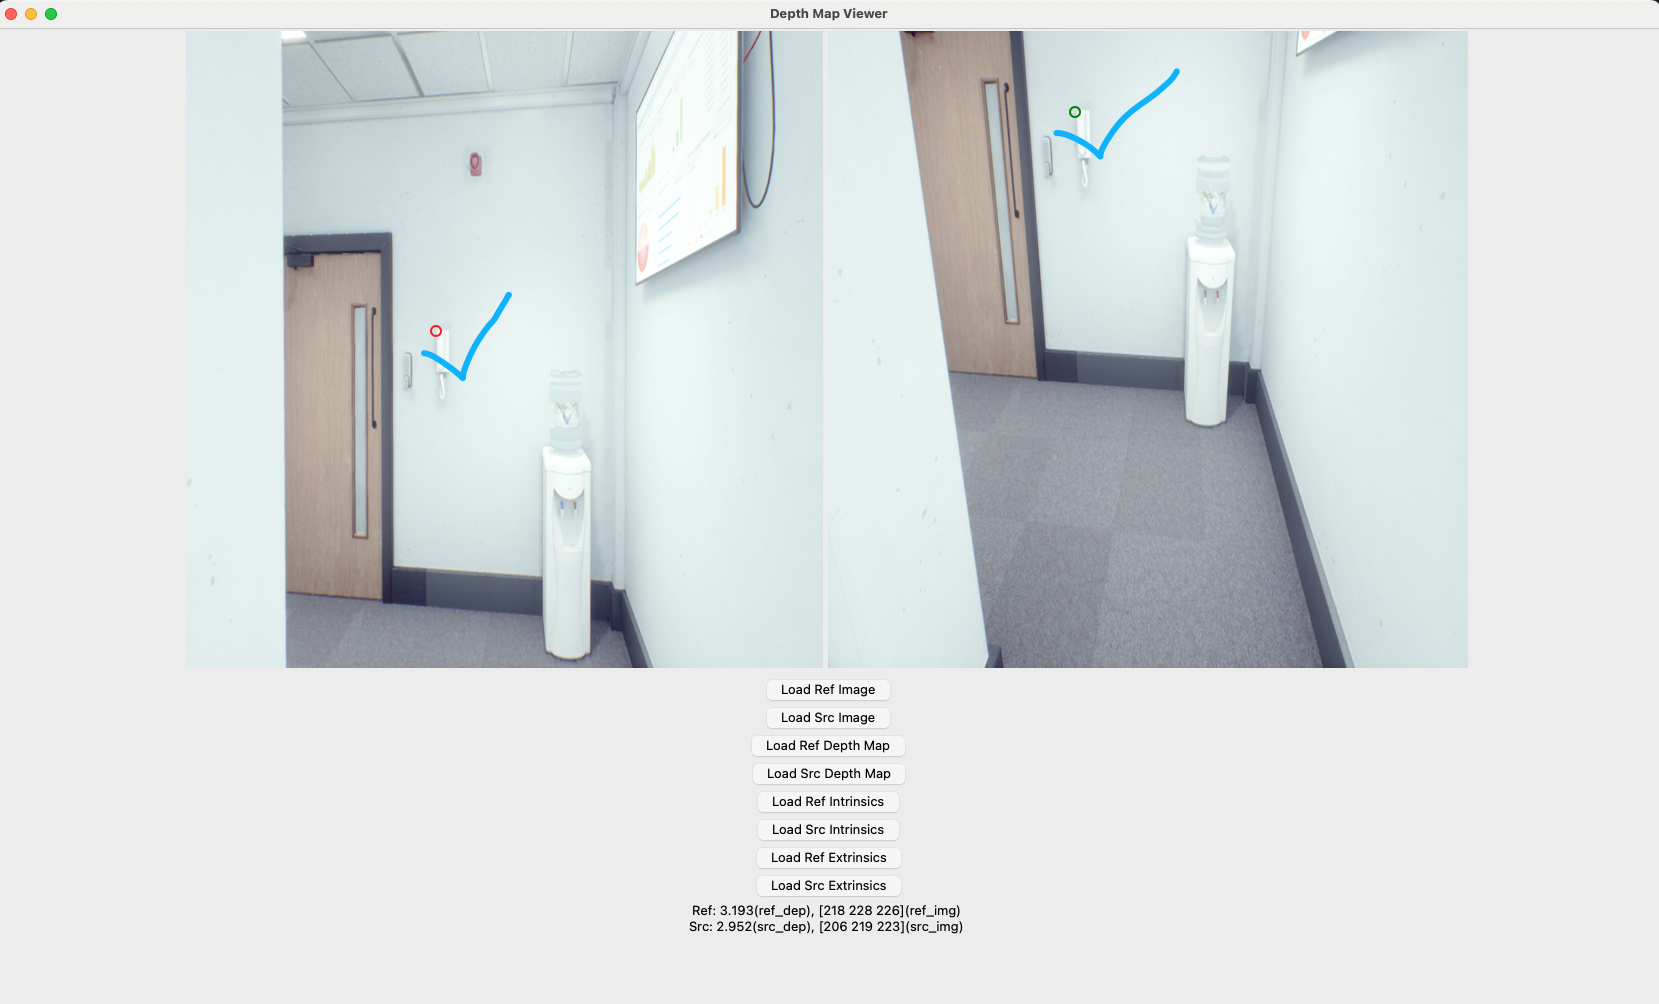 Depth Map Viewer
Load Ref Image
Load Src Image
Load Ref Depth Map
Load Src Depth Map
Load Ref Intrinsics
Load Src Intrinsics
Load Ref Extrinsics
Load Src Extrinsics
Ref: 3.193(ref_dep), [218 228 226](ref_img)
Src: 2.952(src_dep), [206 219 223](src_img)